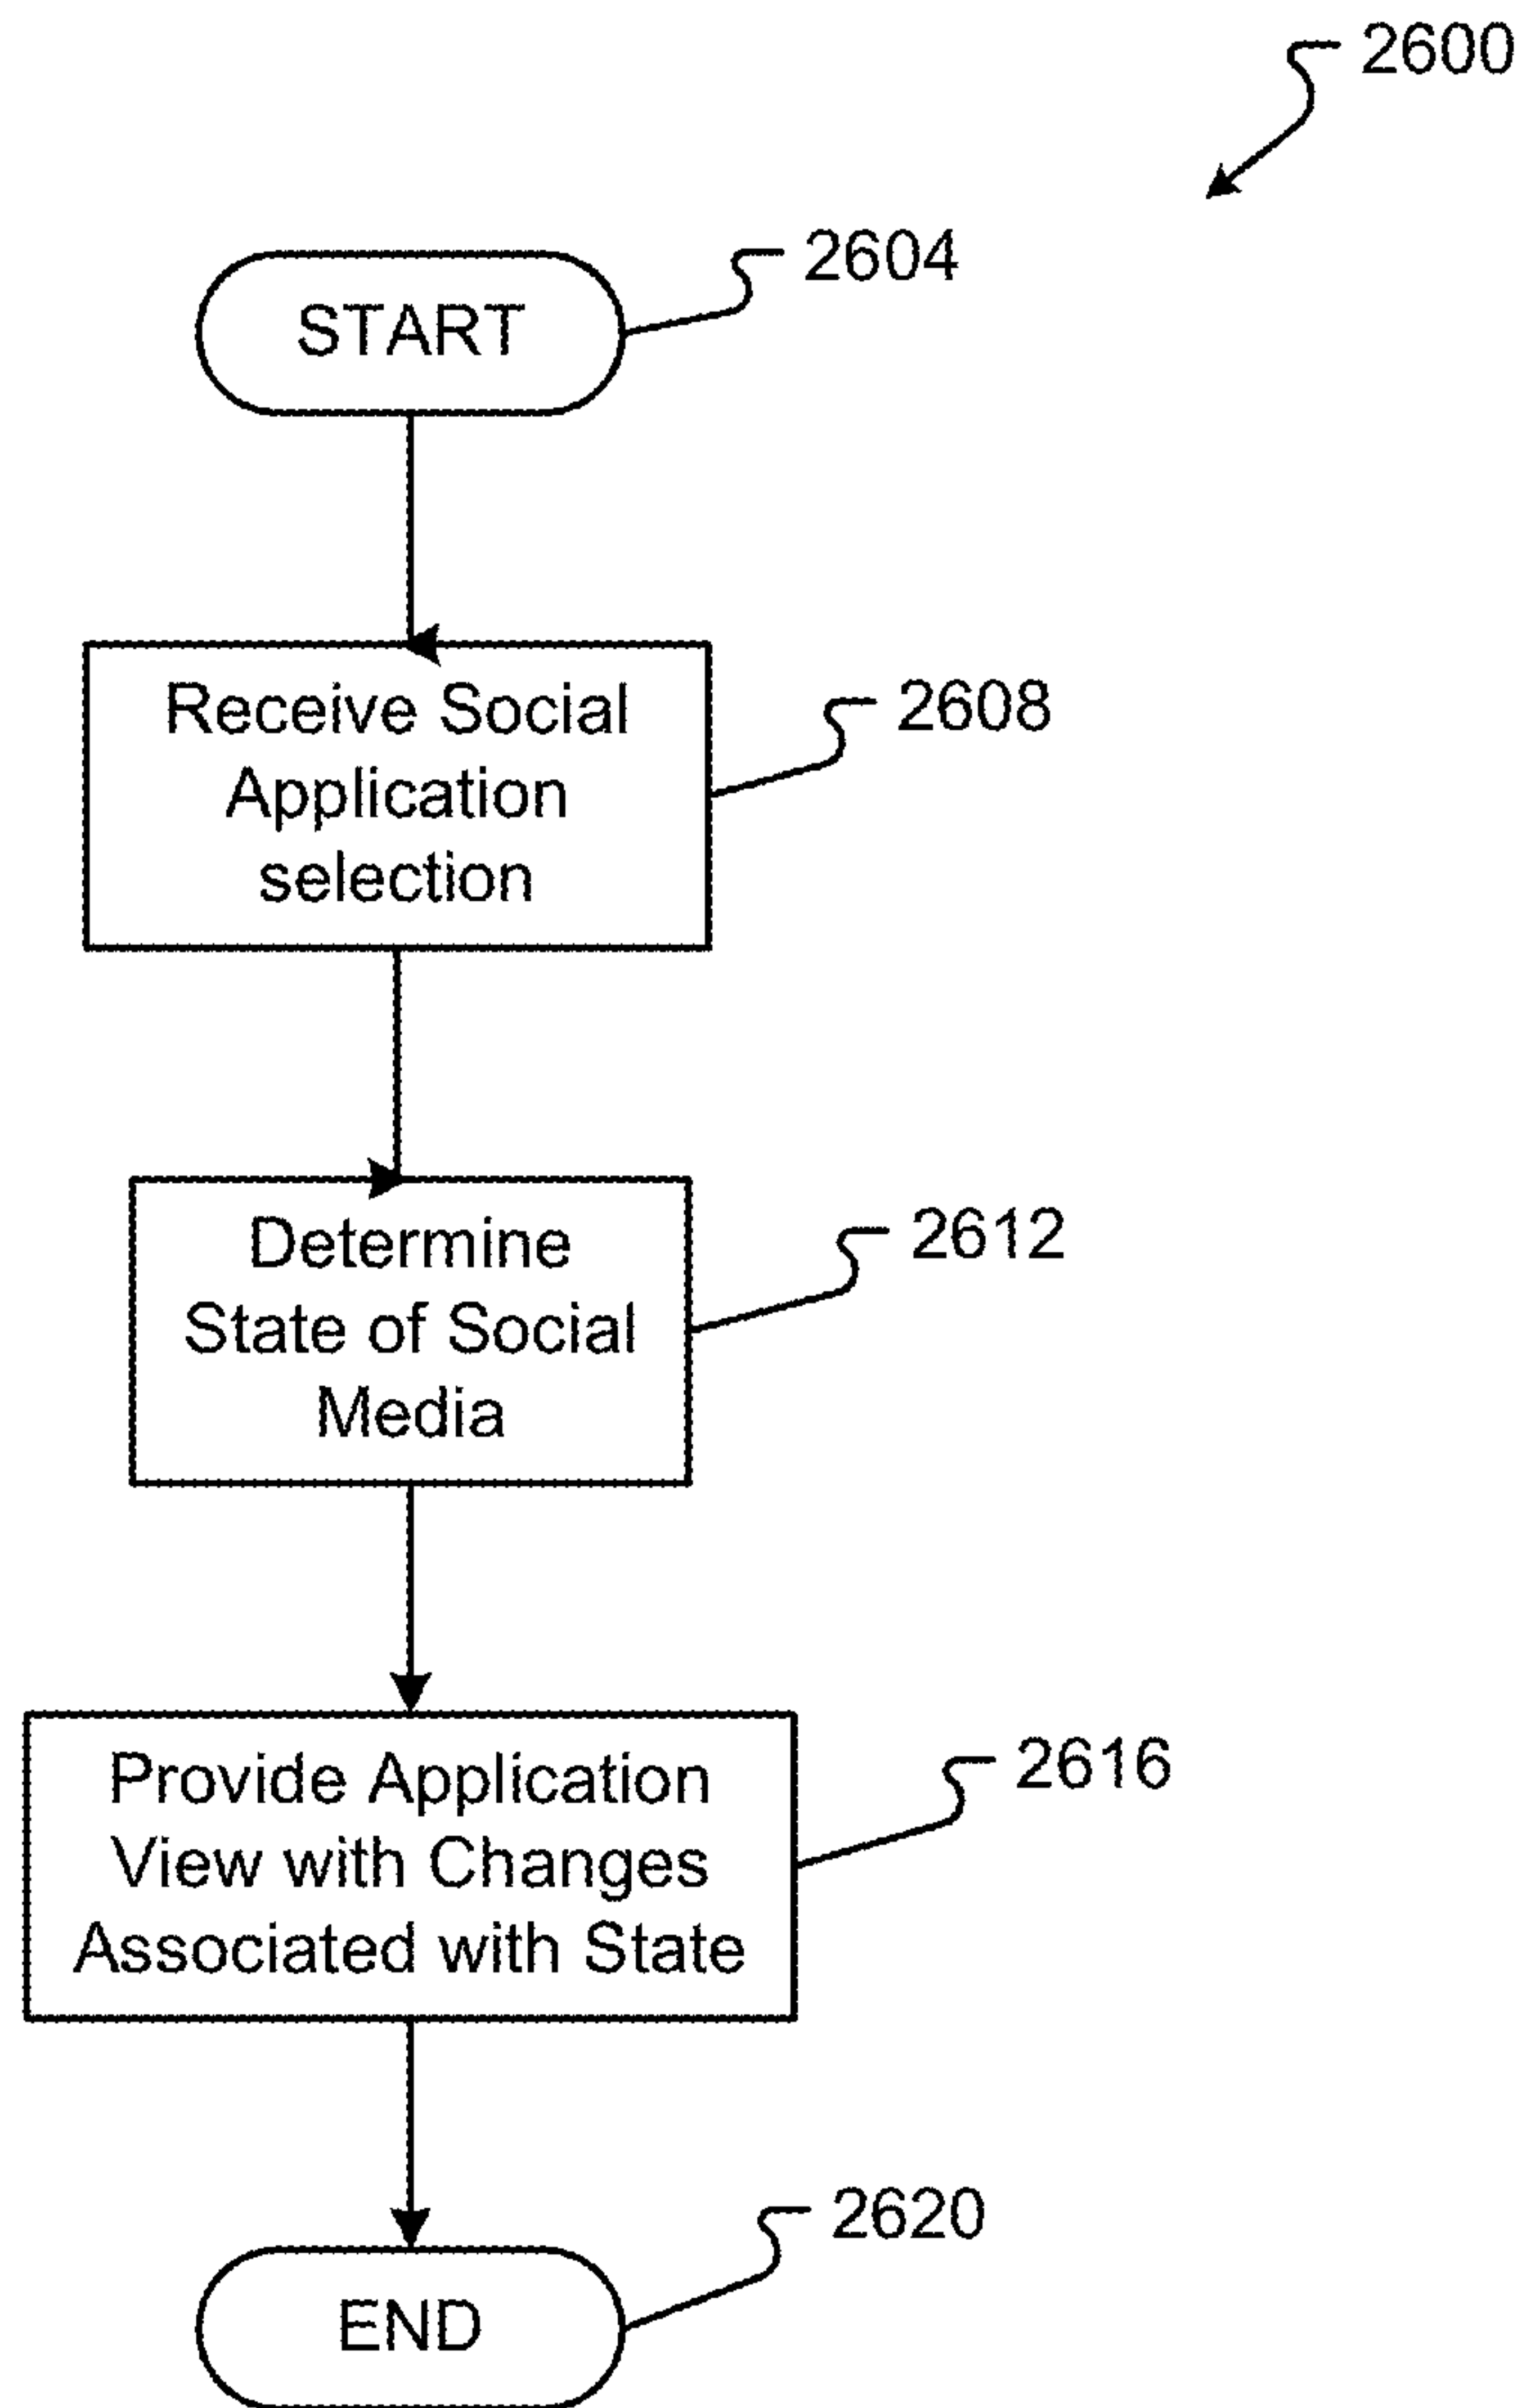 2600
START
2604
Receive Social
Application
selection
2608
Determine
State of Social
Media
2612
Provide Application
View with Changes
Associated with State
2616
END
2620